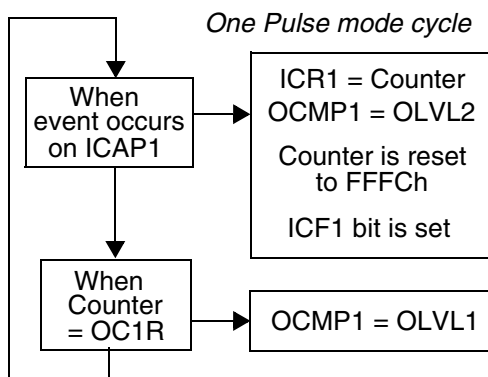 One Pulse mode cycle
When
event occurs
on ICAP1
ICR1 = Counter
OCMP1 = OLVL2
Counter is reset
to FFFCh
ICF1 bit is set
When
Counter
= OC1R
OCMP1 = OLVL1